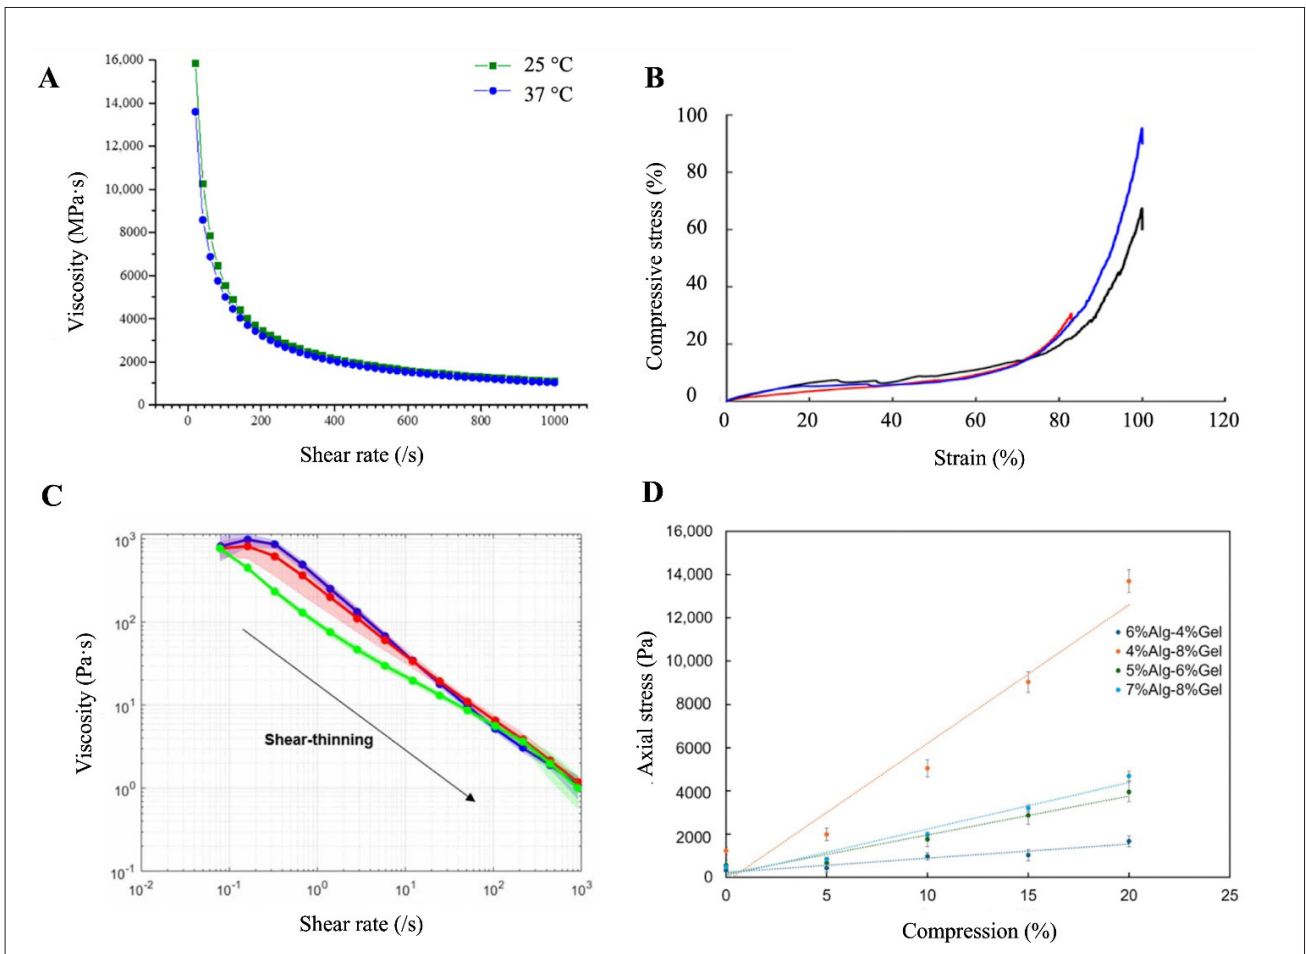 A
16,000
14,000
12,000
10,000
8000
6000
4000
2000
0
Viscosity (MPa·s)
25 °C
37 °C
0 200 400 600 800 1000
Shear rate (/s)
B
100
80
60
40
20
0
Compressive stress (%)
0 20 40 60 80 100 120
Strain (%)
C
10³
10²
10¹
10⁰
10⁻¹
Viscosity (Pa·s)
Shear-thinning
10⁻² 10⁻¹ 10⁰ 10¹ 10² 10³
Shear rate (/s)
D
16,000
14,000
12,000
10,000
8000
6000
4000
2000
0
Axial stress (Pa)
6%Alg-4%Gel
4%Alg-8%Gel
5%Alg-6%Gel
7%Alg-8%Gel
0 5 10 15 20 25
Compression (%)